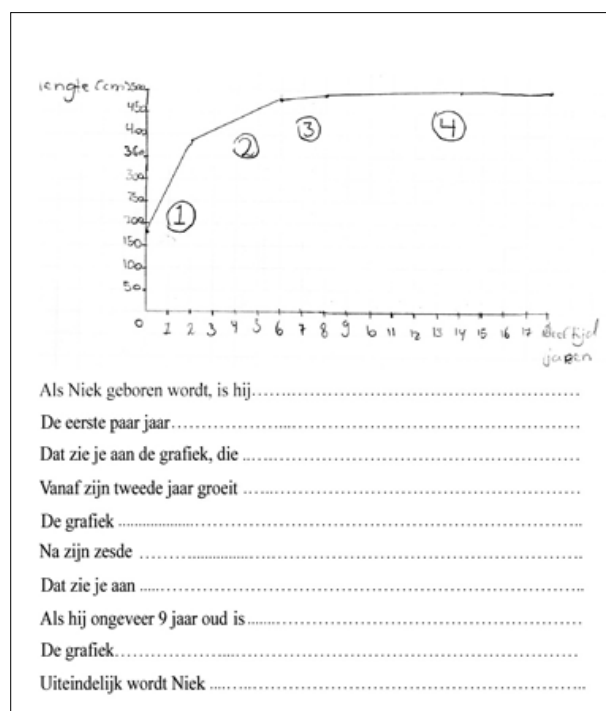 lengte (cm) 500
450
400
350
300
250
200
150
100
50
0 1 2 3 4 5 6 7 8 9 10 11 12 13 14 15 16 17 18 leeftijd
jaren
①
②
③
④
Als Niek geboren wordt, is hij……………………………………………………
De eerste paar jaar……………………………………………………………
Dat zie je aan de grafiek, die ……………………………………………………
Vanaf zijn tweede jaar groeit ……………………………………………………
De grafiek ……………………………………………………………………
Na zijn zesde ……………………………………………………………………
Dat zie je aan ……………………………………………………………………
Als hij ongeveer 9 jaar oud is……………………………………………………
De grafiek……………………………………………………………………
Uiteindelijk wordt Niek ……………………………………………………………